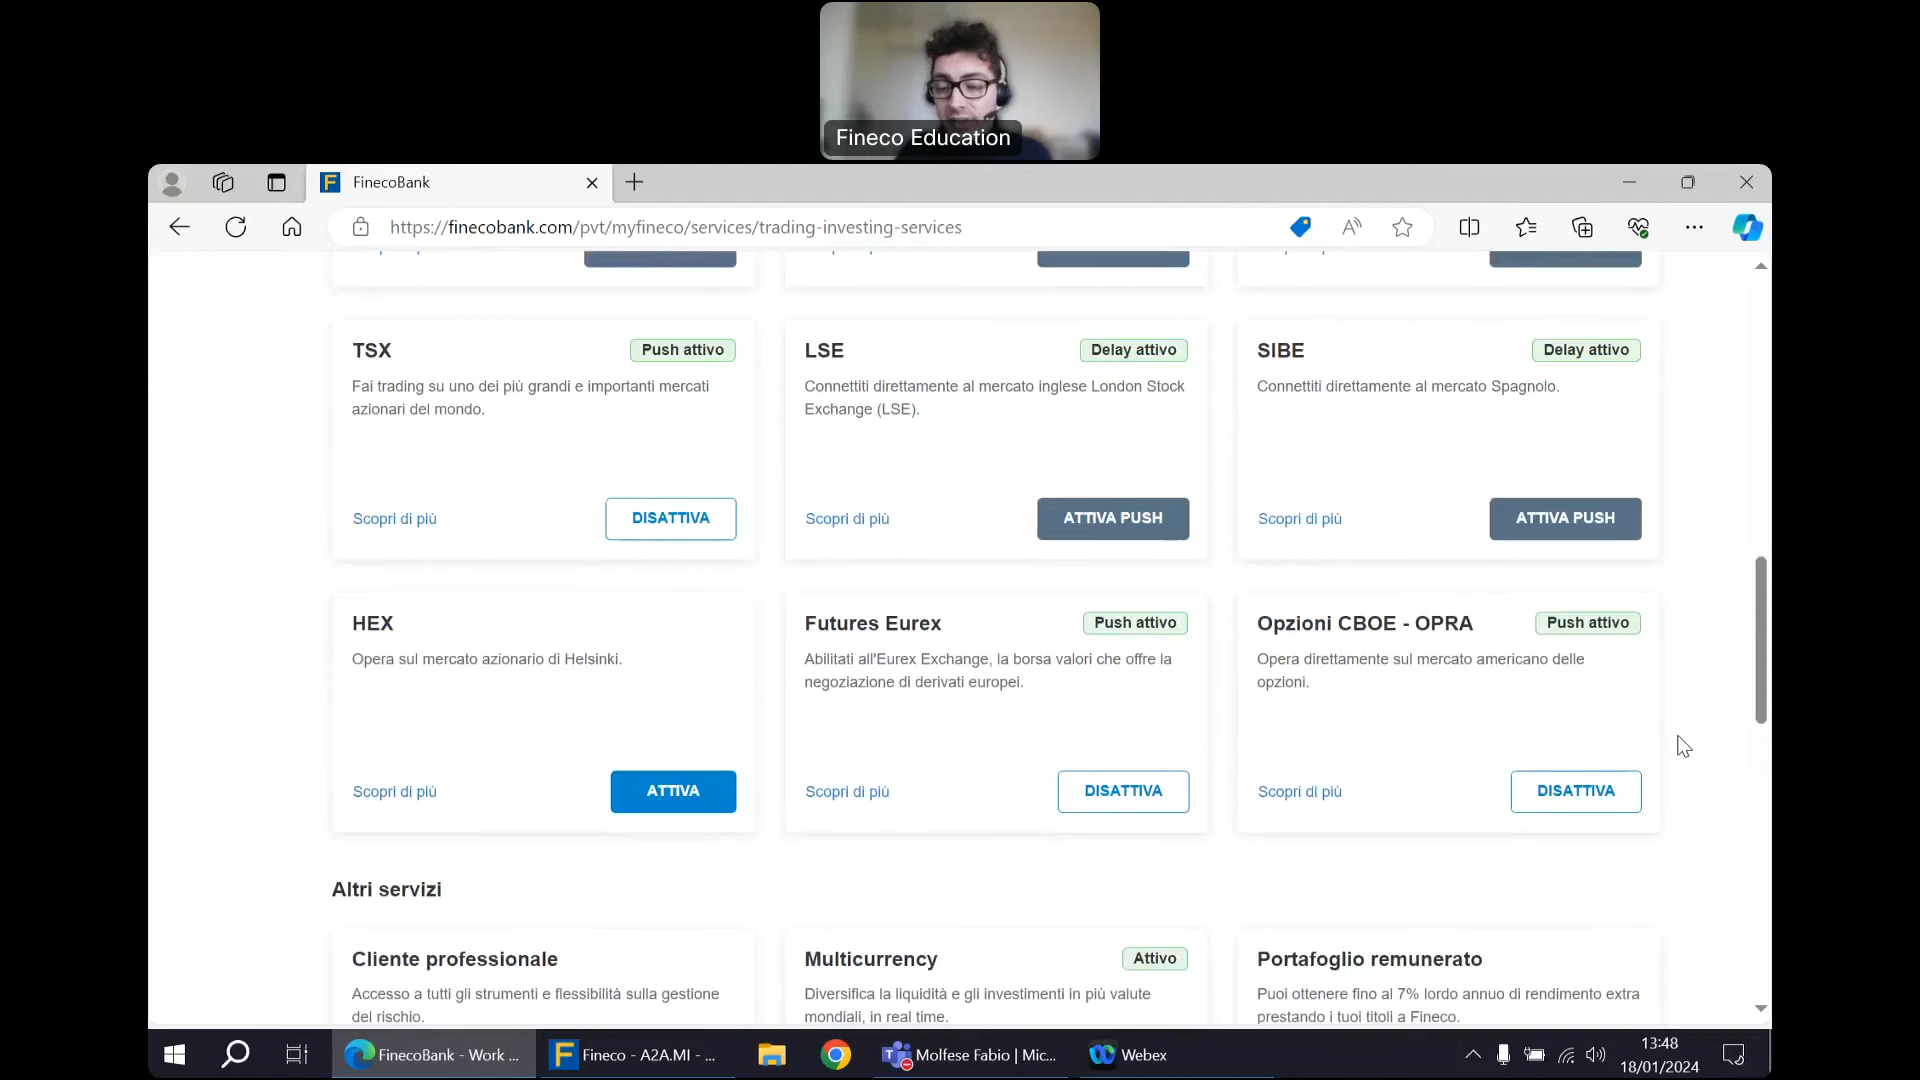 Fineco Education
FinecoBank
https://finecobank.com/pvt/myfineco/services/trading-investing-services
TSX
Push attivo
Fai trading su uno dei più grandi e importanti mercati
azionari del mondo.
Scopri di più
DISATTIVA
LSE
Delay attivo
Connettiti direttamente al mercato inglese London Stock
Exchange (LSE).
Scopri di più
ATTIVA PUSH
SIBE
Delay attivo
Connettiti direttamente al mercato Spagnolo.
Scopri di più
ATTIVA PUSH
HEX
Opera sul mercato azionario di Helsinki.
Scopri di più
ATTIVA
Futures Eurex
Push attivo
Abilitati all'Eurex Exchange, la borsa valori che offre la
negoziazione di derivati europei.
Scopri di più
DISATTIVA
Opzioni CBOE - OPRA
Push attivo
Opera direttamente sul mercato americano delle
opzioni.
Scopri di più
DISATTIVA
Altri servizi
Cliente professionale
Accesso a tutti gli strumenti e flessibilità sulla gestione
del rischio.
Multicurrency
Attivo
Diversifica la liquidità e gli investimenti in più valute
mondiali, in real time.
Portafoglio remunerato
Puoi ottenere fino al 7% lordo annuo di rendimento extra
prestando i tuoi titoli a Fineco.
FinecoBank - Work ...
Fineco - A2A.MI - ...
Molfese Fabio | Mic...
Webex
13:48
18/01/2024